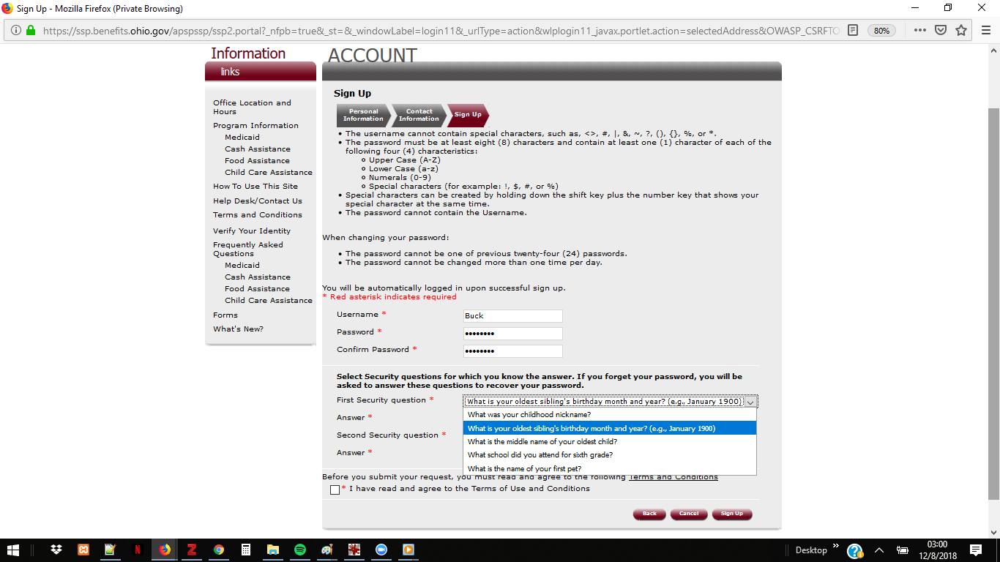 Sign Up - Mozilla Firefox (Private Browsing)
https://ssp.benefits.ohio.gov/apspssp/ssp2.portal?_nfpb=true&_st=&_windowLabel=login11&_urlType=action&wlplogin11_javax.portlet.action=selectedAddress&OWASP_CSRFTO
80%
Information
links
Office Location and
Hours
Program Information
Medicaid
Cash Assistance
Food Assistance
Child Care Assistance
How To Use This Site
Help Desk/Contact Us
Terms and Conditions
Verify Your Identity
Frequently Asked
Questions
Medicaid
Cash Assistance
Food Assistance
Child Care Assistance
Forms
What's New?
ACCOUNT
Sign Up
Personal
Information
Contact
Information
Sign Up
• The username cannot contain special characters, such as, <>, #, |, &, ~, ?, (), {}, %, or *.
• The password must be at least eight (8) characters and contain at least one (1) character of each of the
following four (4) characteristics:
Upper Case (A-Z)
Lower Case (a-z)
Numerals (0-9)
Special characters (for example: !, $, #, or %)
• Special characters can be created by holding down the shift key plus the number key that shows your
special character at the same time.
• The password cannot contain the Username.
When changing your password:
• The password cannot be one of previous twenty-four (24) passwords.
• The password cannot be changed more than one time per day.
You will be automatically logged in upon successful sign up.
* Red asterisk indicates required
Username * Buck
Password * ••••••••
Confirm Password * ••••••••
Select Security questions for which you know the answer. If you forget your password, you will be
asked to answer these questions to recover your password.
First Security question * What is your oldest sibling's birthday month and year? (e.g., January 1900)
What was your childhood nickname?
Answer *
What is your oldest sibling's birthday month and year? (e.g., January 1900)
Second Security question *
What is the middle name of your oldest child?
Answer *
What school did you attend for sixth grade?
What is the name of your first pet?
Before you submit your request, you must read and agree to the following Terms and Conditions
* I have read and agree to the Terms of Use and Conditions
Back
Cancel
Sign Up
Desktop
03:00
12/8/2018